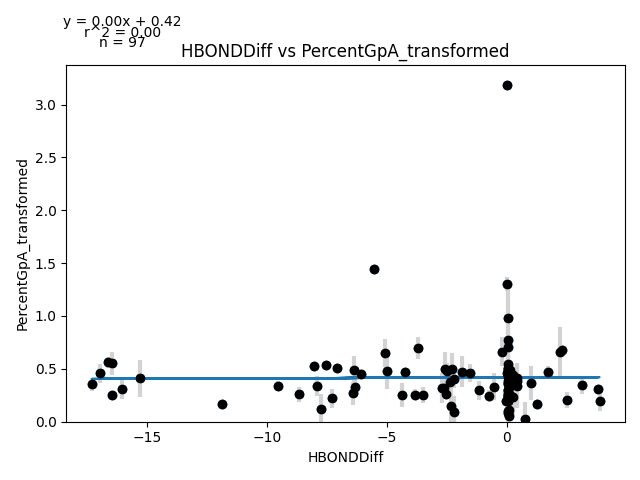 y = 0.00x + 0.42
r^2 = 0.00
n = 97
HBONDDiff vs PercentGpA_transformed
PercentGpA_transformed
3.0
2.5
2.0
1.5
1.0
0.5
0.0
−15
−10
−5
0
HBONDDiff